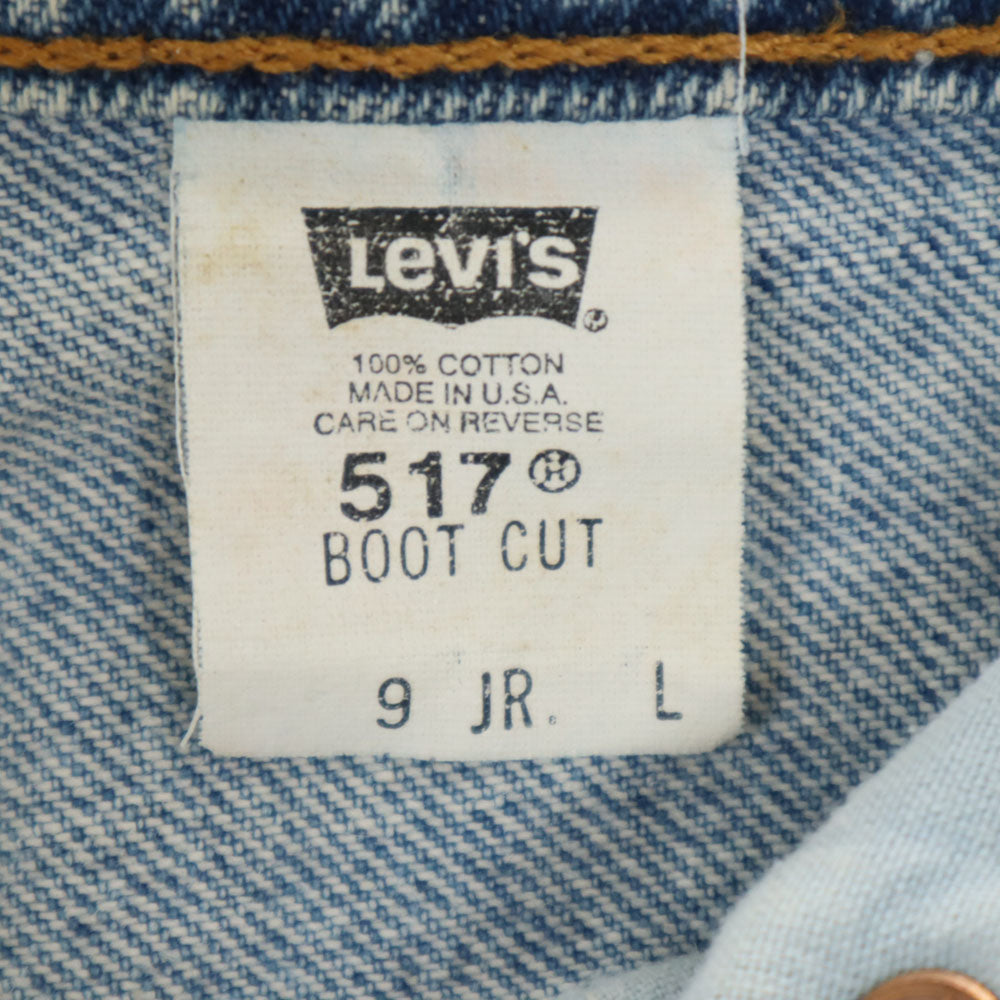 Levi's ®
100% COTTON
MADE IN U.S.A.
CARE ON REVERSE
517 ®
BOOT CUT
9 JR. L